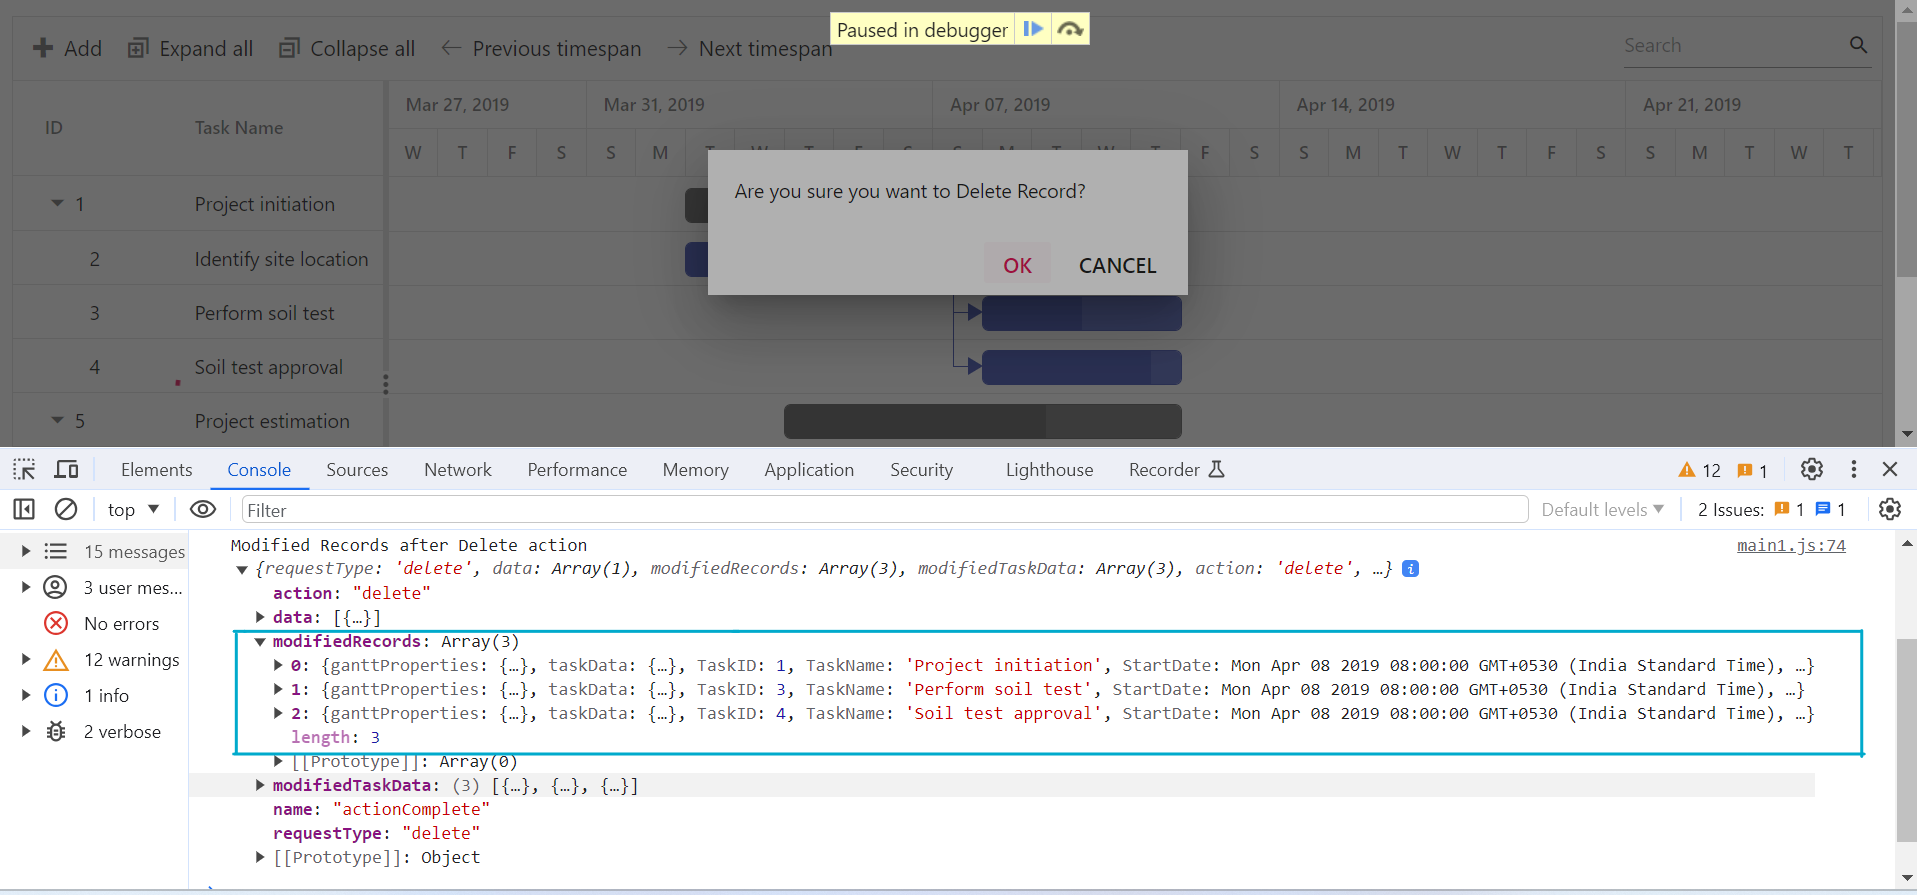 Paused in debugger
Add Expand all Collapse all Previous timespan Next timespan Search
Mar 27, 2019 Mar 31, 2019 Apr 07, 2019 Apr 14, 2019 Apr 21, 2019
ID Task Name
W T F S S M T W T F S S M T W T F S S M T W T F S S M T W T
Are you sure you want to Delete Record?
OK CANCEL
1 Project initiation
2 Identify site location
3 Perform soil test
4 Soil test approval
5 Project estimation
Elements Console Sources Network Performance Memory Application Security Lighthouse Recorder 12 1
top Filter Default levels 2 Issues: 1 1
15 messages
3 user mes...
No errors
12 warnings
1 info
2 verbose
Modified Records after Delete action main1.js:74
{requestType: 'delete', data: Array(1), modifiedRecords: Array(3), modifiedTaskData: Array(3), action: 'delete', …}
action: "delete"
data: [{…}]
modifiedRecords: Array(3)
0: {ganttProperties: {…}, taskData: {…}, TaskID: 1, TaskName: 'Project initiation', StartDate: Mon Apr 08 2019 08:00:00 GMT+0530 (India Standard Time), …}
1: {ganttProperties: {…}, taskData: {…}, TaskID: 3, TaskName: 'Perform soil test', StartDate: Mon Apr 08 2019 08:00:00 GMT+0530 (India Standard Time), …}
2: {ganttProperties: {…}, taskData: {…}, TaskID: 4, TaskName: 'Soil test approval', StartDate: Mon Apr 08 2019 08:00:00 GMT+0530 (India Standard Time), …}
length: 3
[[Prototype]]: Array(0)
modifiedTaskData: (3) [{…}, {…}, {…}]
name: "actionComplete"
requestType: "delete"
[[Prototype]]: Object